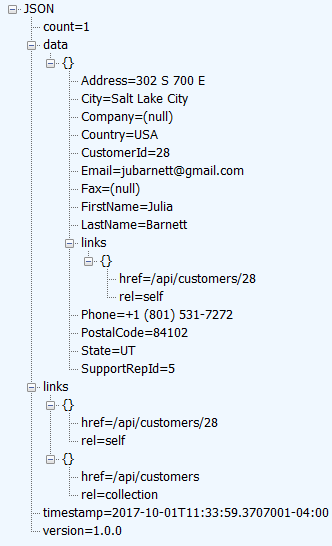 JSON
count=1
data
{}
Address=302 S 700 E
City=Salt Lake City
Company=(null)
Country=USA
CustomerId=28
Email=jubarnett@gmail.com
Fax=(null)
FirstName=Julia
LastName=Barnett
links
{}
href=/api/customers/28
rel=self
Phone=+1 (801) 531-7272
PostalCode=84102
State=UT
SupportRepId=5
links
{}
href=/api/customers/28
rel=self
{}
href=/api/customers
rel=collection
timestamp=2017-10-01T11:33:59.3707001-04:00
version=1.0.0